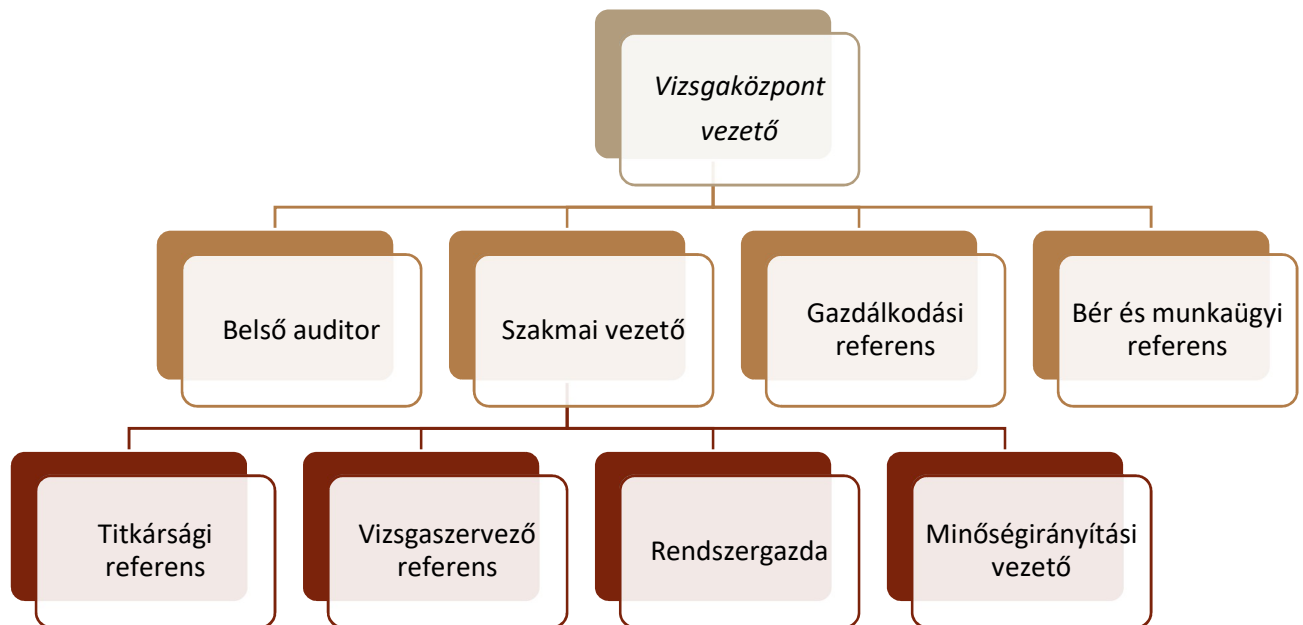 Vizsgaközpont
vezető
Belső auditor
Szakmai vezető
Gazdálkodási
referens
Bér és munkaügyi
referens
Titkársági
referens
Vizsgaszervező
referens
Rendszergazda
Minőségirányítási
vezető